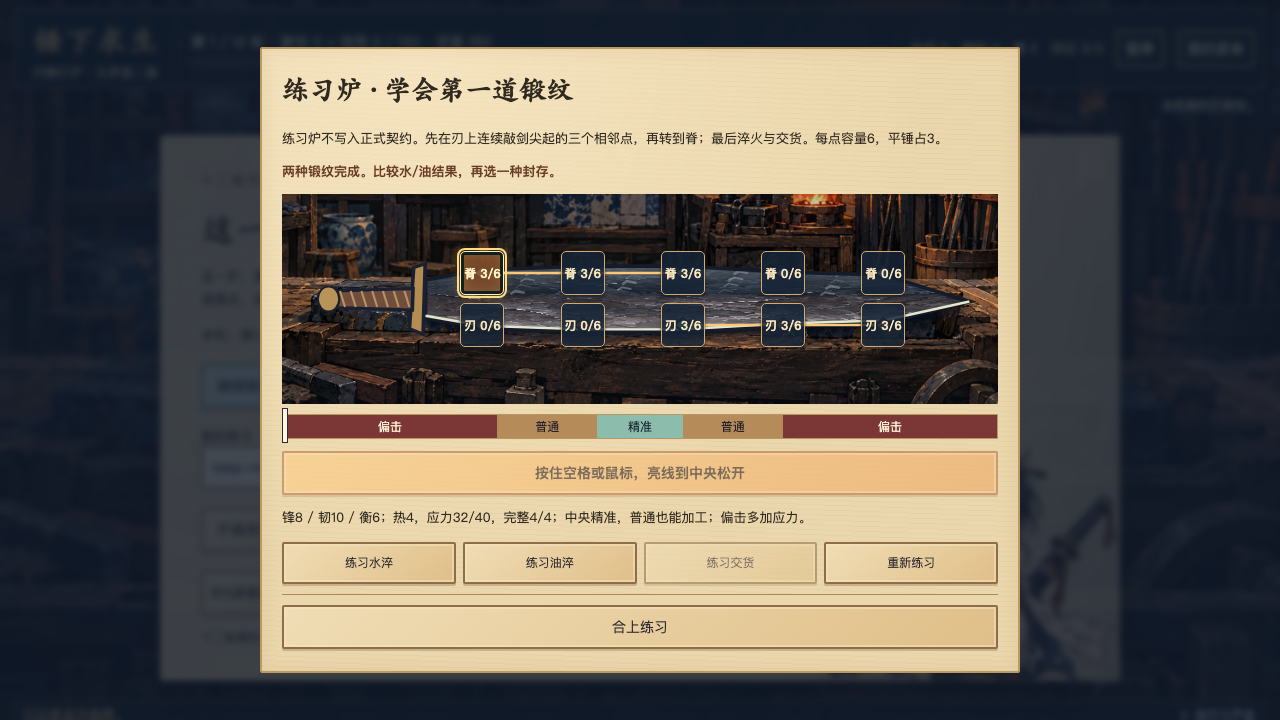 练习炉·学会第一道锻纹
练习炉不写入正式契约。先在刃上连续敲剑尖起的三个相邻点，再转到脊；最后淬火与交货。每点容量6，平锤占3。
两种锻纹完成。比较水/油结果，再选一种封存。
脊 3/6 脊 3/6 脊 3/6 脊 0/6 脊 0/6
刃 0/6 刃 0/6 刃 3/6 刃 3/6 刃 3/6
偏击 普通 精准 普通 偏击
按住空格或鼠标，亮线到中央松开
锋8 / 韧10 / 衡6；热4，应力32/40，完整4/4；中央精准，普通也能加工；偏击多加应力。
练习水淬 练习油淬 练习交货 重新练习
合上练习